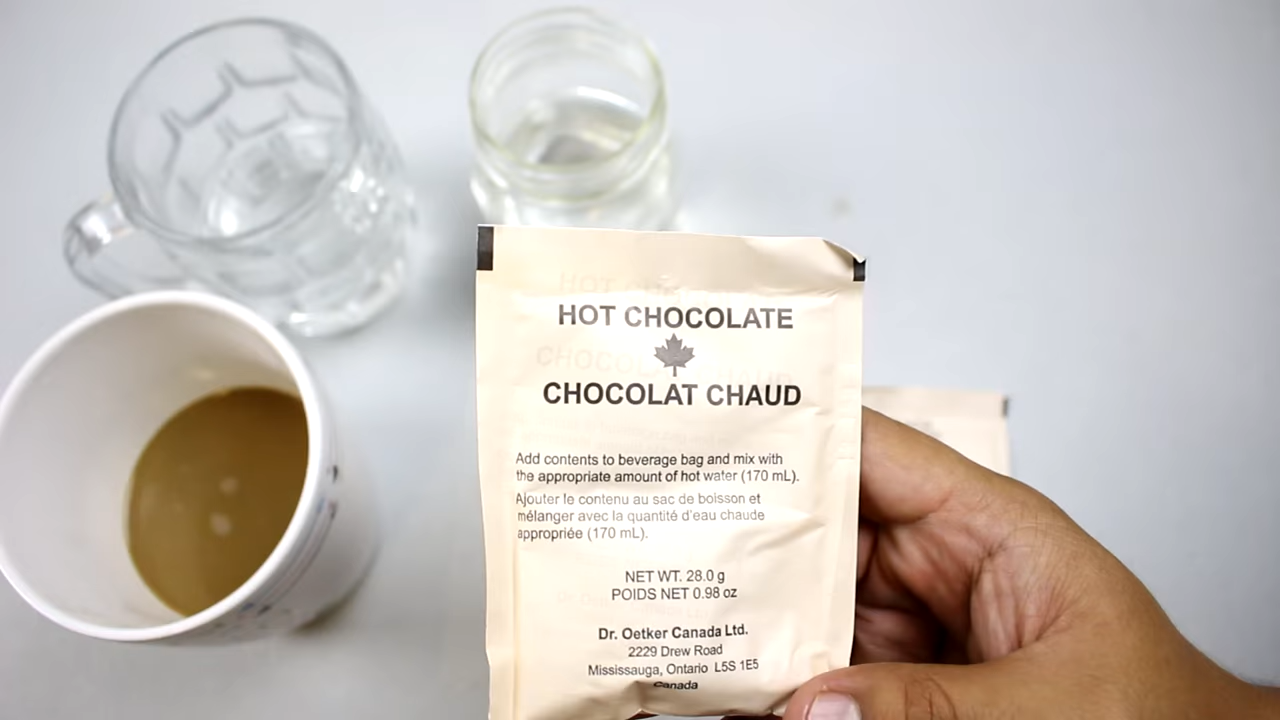 HOT CHOCOLATE
CHOCOLAT CHAUD
Add contents to beverage bag and mix with
the appropriate amount of hot water (170 mL).
Ajouter le contenu au sac de boisson et
mélanger avec la quantité d'eau chaude
appropriée (170 mL).
NET WT. 28.0 g
POIDS NET 0.98 oz
Dr. Oetker Canada Ltd.
2229 Drew Road
Mississauga, Ontario L5S 1E5
Canada